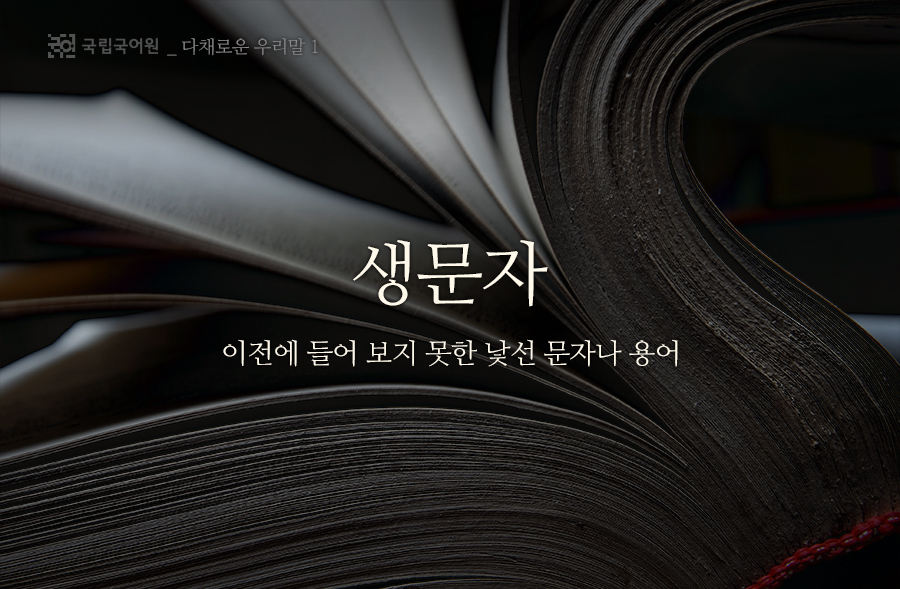 국립국어원 _ 다채로운 우리말 1
생문자
이전에 들어 보지 못한 낯선 문자나 용어